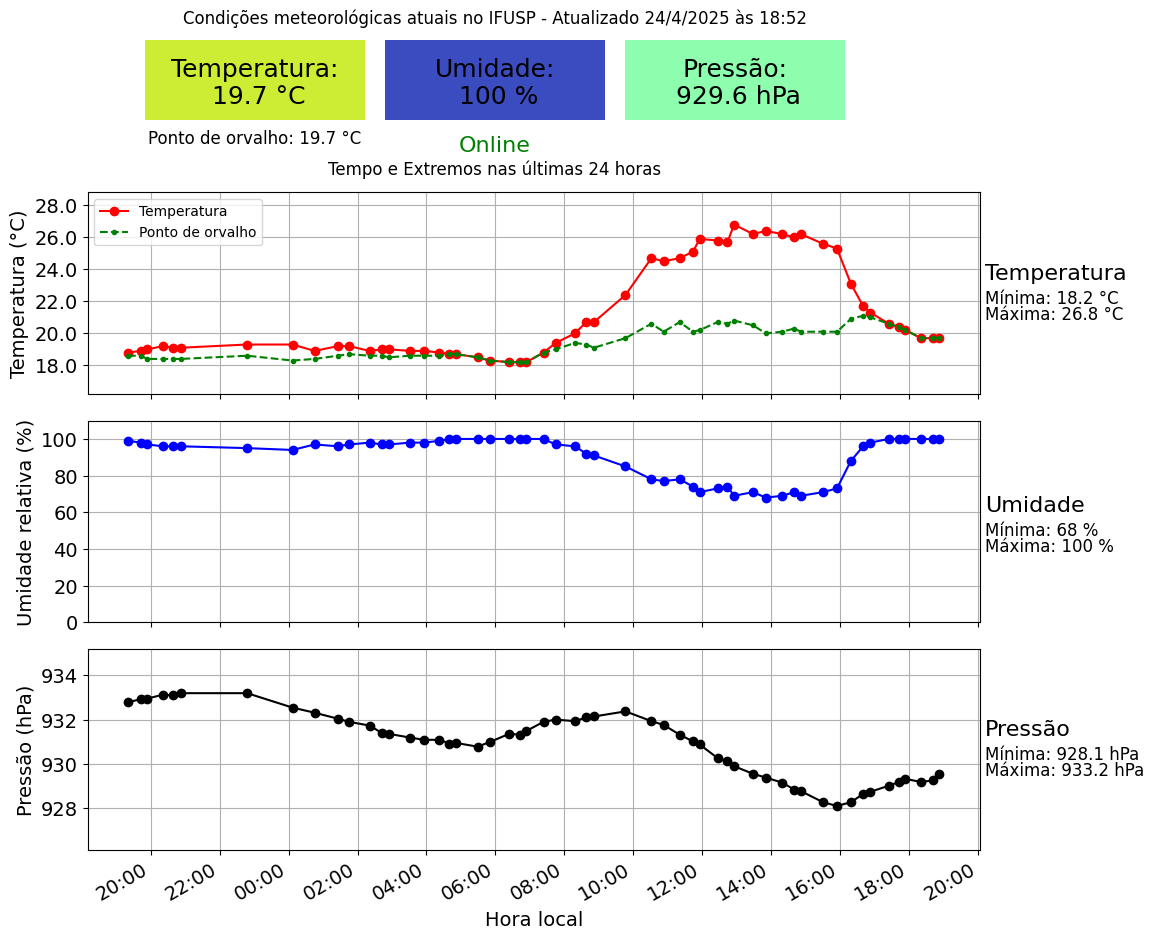 Condições meteorológicas atuais no IFUSP - Atualizado 24/4/2025 às 18:52
Temperatura:
19.7 °C
Umidade:
100 %
Pressão:
929.6 hPa
Ponto de orvalho: 19.7 °C
Online
Tempo e Extremos nas últimas 24 horas
Temperatura (°C)
28.0
26.0
24.0
22.0
20.0
18.0
Temperatura
Ponto de orvalho
Temperatura
Mínima: 18.2 °C
Máxima: 26.8 °C
Umidade relativa (%)
100
80
60
40
20
0
Umidade
Mínima: 68 %
Máxima: 100 %
Pressão (hPa)
934
932
930
928
Pressão
Mínima: 928.1 hPa
Máxima: 933.2 hPa
20:00 22:00 00:00 02:00 04:00 06:00 08:00 10:00 12:00 14:00 16:00 18:00 20:00
Hora local